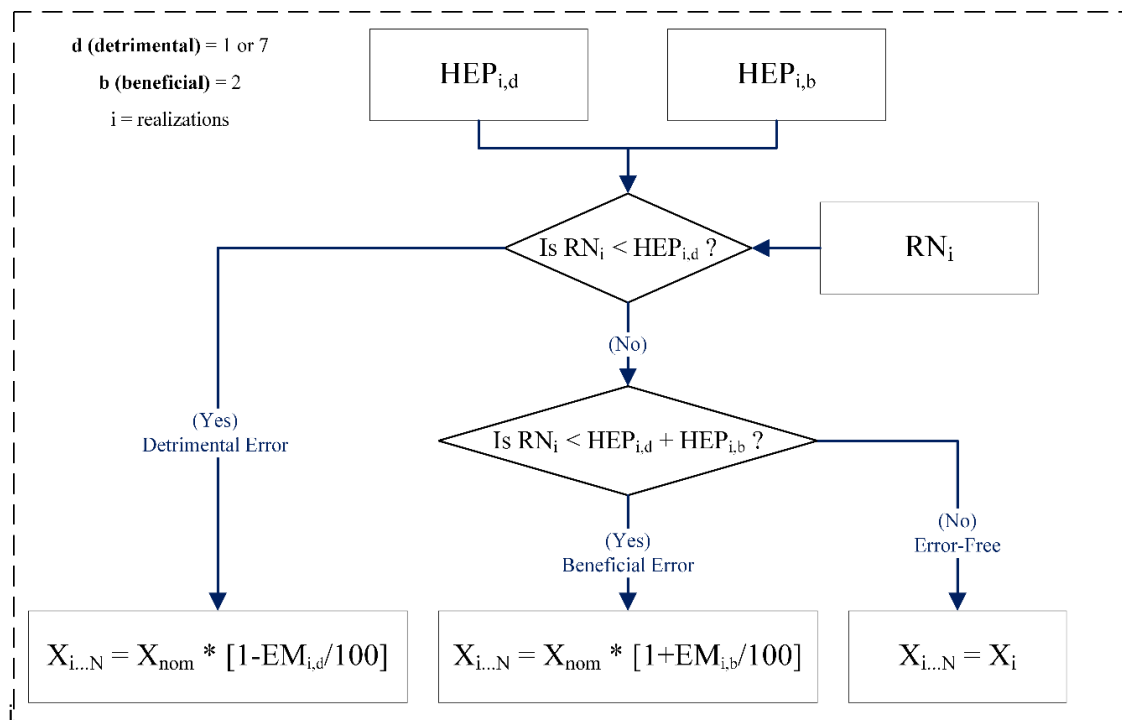 d (detrimental) = 1 or 7
b (beneficial) = 2
i = realizations
HEPi,d
HEPi,b
Is RNi < HEPi,d ?
RNi
(No)
(Yes)
Detrimental Error
Is RNi < HEPi,d + HEPi,b ?
(Yes)
Beneficial Error
(No)
Error-Free
Xi...N = Xnom * [1-EMi,d/100]
Xi...N = Xnom * [1+EMi,b/100]
Xi...N = Xi
i